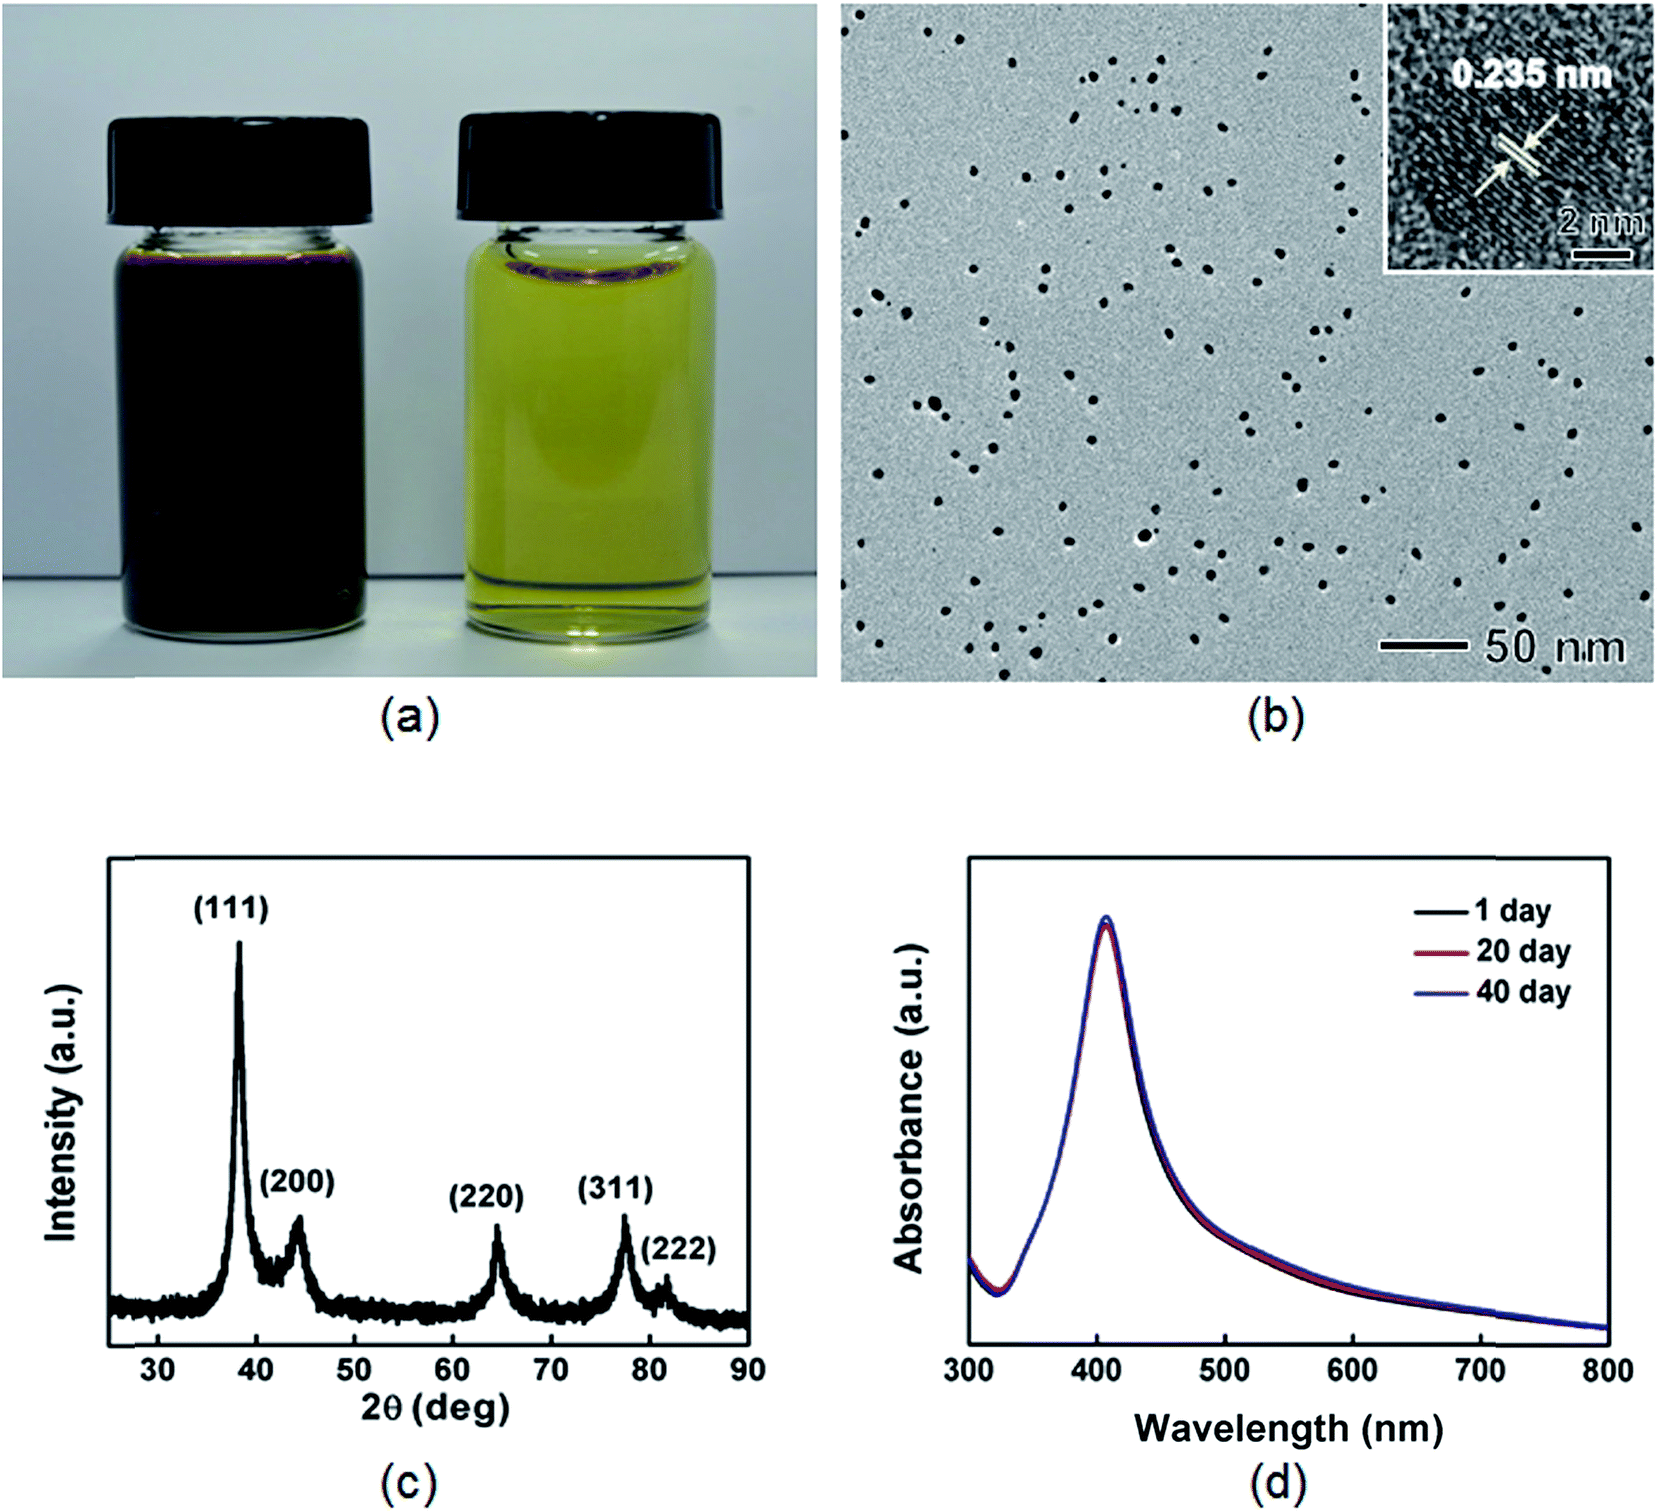 0.235 nm
2 nm
50 nm
(a)
(b)
(111)
(200)
(220)
(311)
(222)
Intensity (a.u.)
30 40 50 60 70 80 90
2θ (deg)
(c)
1 day
20 day
40 day
Absorbance (a.u.)
300 400 500 600 700 800
Wavelength (nm)
(d)